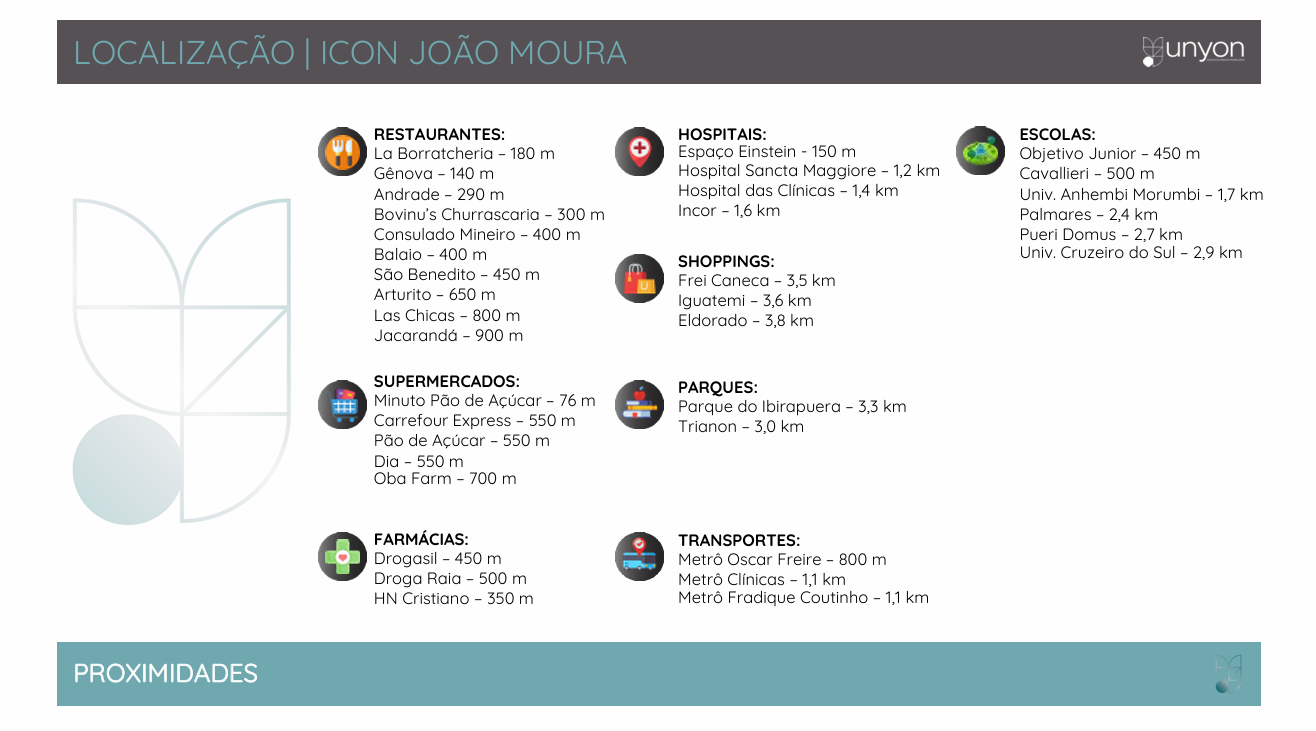 LOCALIZAÇÃO | ICON JOÃO MOURA
unyon
RESTAURANTES:
La Borratcheria – 180 m
Gênova – 140 m
Andrade – 290 m
Bovinu's Churrascaria – 300 m
Consulado Mineiro – 400 m
Balaio – 400 m
São Benedito – 450 m
Arturito – 650 m
Las Chicas – 800 m
Jacarandá – 900 m
SUPERMERCADOS:
Minuto Pão de Açúcar – 76 m
Carrefour Express – 550 m
Pão de Açúcar – 550 m
Dia – 550 m
Oba Farm – 700 m
FARMÁCIAS:
Drogasil – 450 m
Droga Raia – 500 m
HN Cristiano – 350 m
HOSPITAIS:
Espaço Einstein - 150 m
Hospital Sancta Maggiore – 1,2 km
Hospital das Clínicas – 1,4 km
Incor – 1,6 km
SHOPPINGS:
Frei Caneca – 3,5 km
Iguatemi – 3,6 km
Eldorado – 3,8 km
PARQUES:
Parque do Ibirapuera – 3,3 km
Trianon – 3,0 km
TRANSPORTES:
Metrô Oscar Freire – 800 m
Metrô Clínicas – 1,1 km
Metrô Fradique Coutinho – 1,1 km
ESCOLAS:
Objetivo Junior – 450 m
Cavallieri – 500 m
Univ. Anhembi Morumbi – 1,7 km
Palmares – 2,4 km
Pueri Domus – 2,7 km
Univ. Cruzeiro do Sul – 2,9 km
PROXIMIDADES